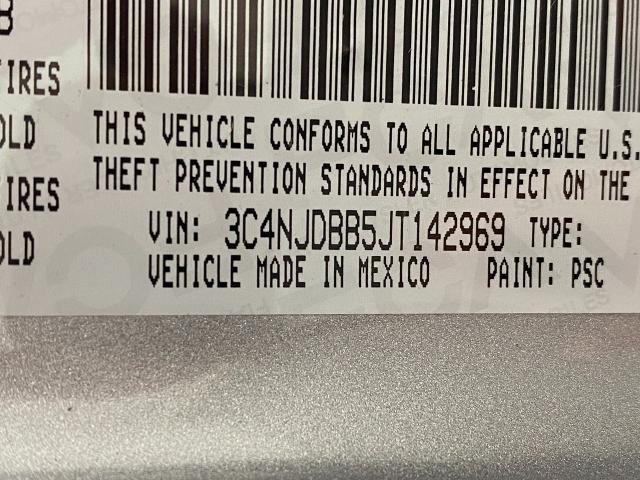 B
IRES
OLD
IRES
OLD
THIS VEHICLE CONFORMS TO ALL APPLICABLE U.S.
THEFT PREVENTION STANDARDS IN EFFECT ON THE
VIN: 3C4NJDBB5JT142969 TYPE:
VEHICLE MADE IN MEXICO PAINT: PSC